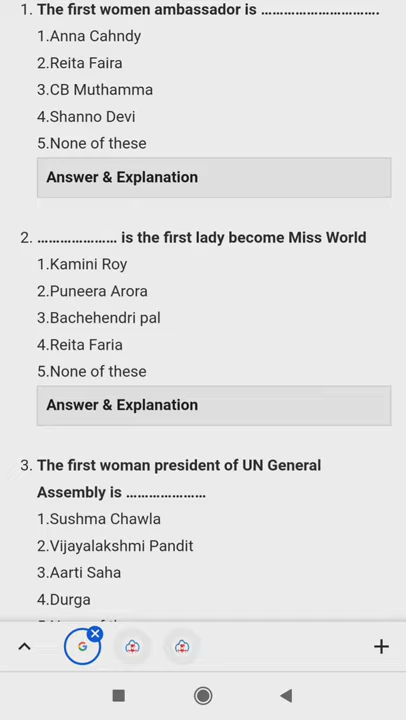 1. The first women ambassador is ................................
1.Anna Cahndy
2.Reita Faira
3.CB Muthamma
4.Shanno Devi
5.None of these
Answer & Explanation
2. ..................... is the first lady become Miss World
1.Kamini Roy
2.Puneera Arora
3.Bachehendri pal
4.Reita Faria
5.None of these
Answer & Explanation
3. The first woman president of UN General
Assembly is .....................
1.Sushma Chawla
2.Vijayalakshmi Pandit
3.Aarti Saha
4.Durga